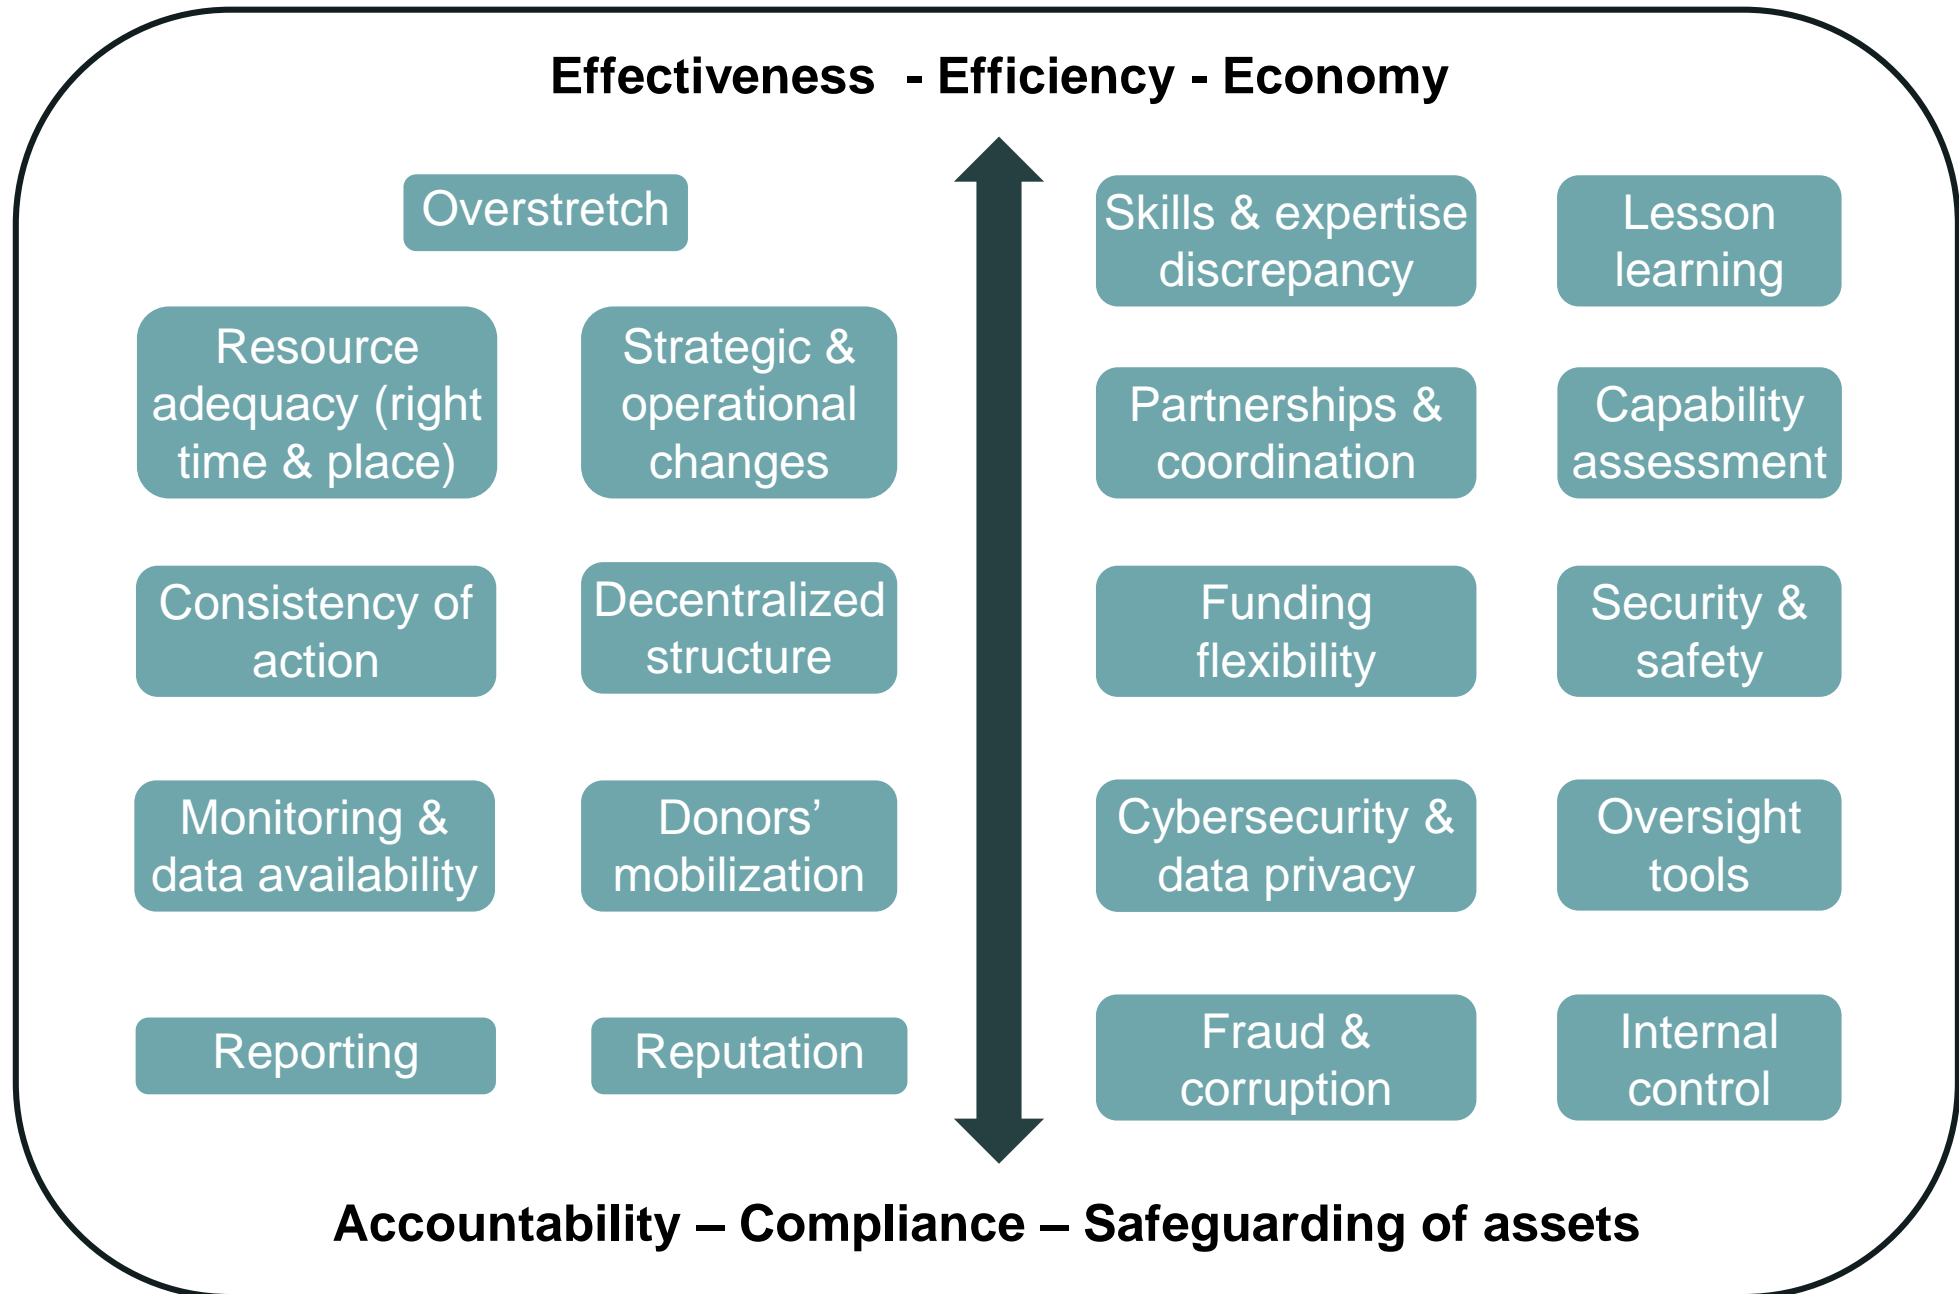 Effectiveness  - Efficiency - Economy
Overstretch
Resource
adequacy (right
time & place)
Strategic &
operational
changes
Consistency of
action
Decentralized
structure
Monitoring &
data availability
Donors’
mobilization
Reporting
Reputation
Skills & expertise
discrepancy
Lesson
learning
Partnerships &
coordination
Capability
assessment
Funding
flexibility
Security &
safety
Cybersecurity &
data privacy
Oversight
tools
Fraud &
corruption
Internal
control
Accountability – Compliance – Safeguarding of assets